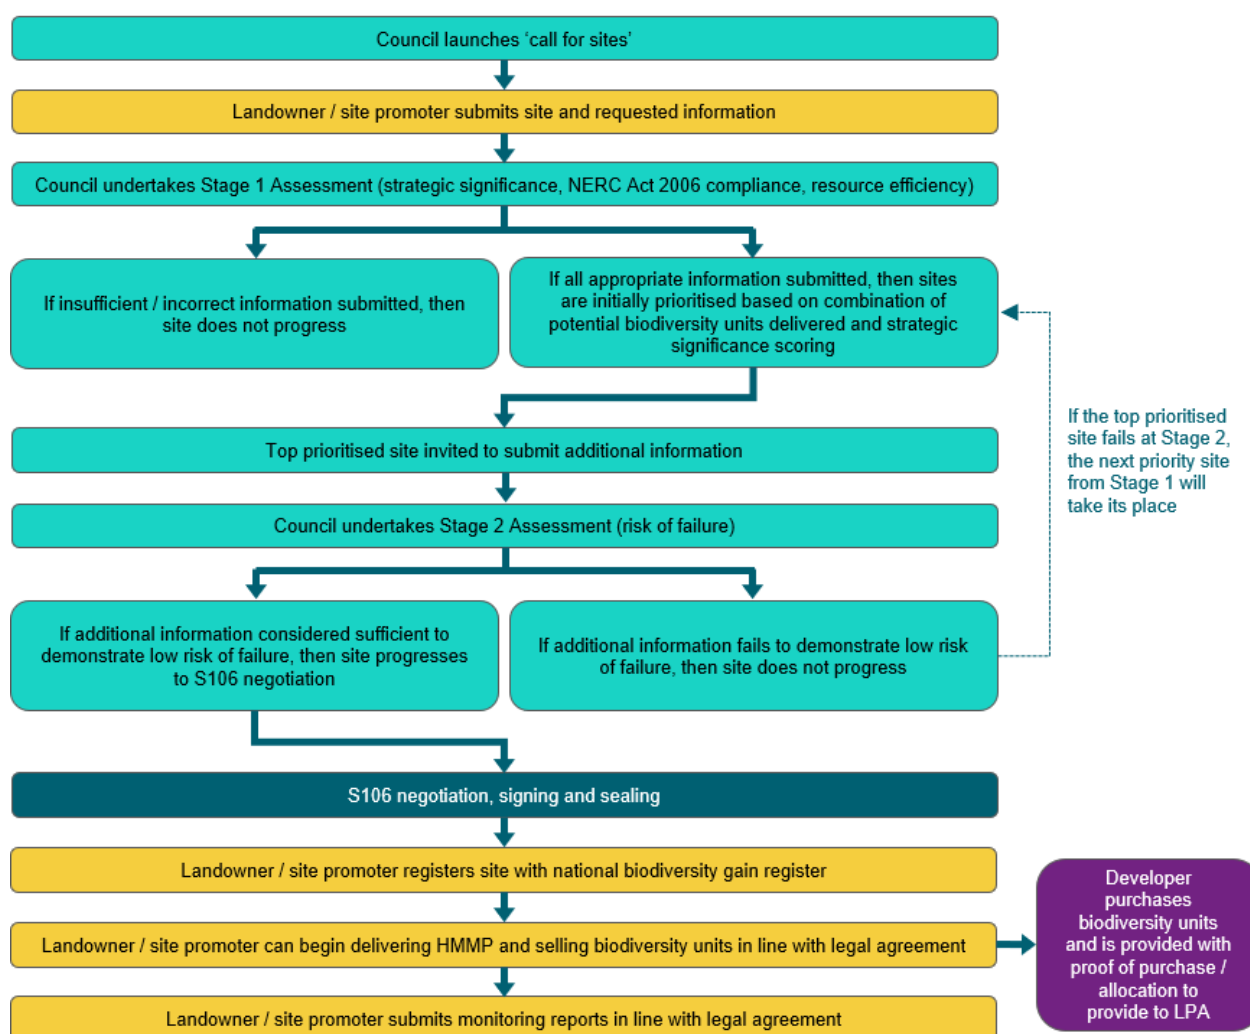 Council launches ‘call for sites’
Landowner / site promoter submits site and requested information
Council undertakes Stage 1 Assessment (strategic significance, NERC Act 2006 compliance, resource efficiency)
If insufficient / incorrect information submitted, then
site does not progress
If all appropriate information submitted, then sites
are initially prioritised based on combination of
potential biodiversity units delivered and strategic
significance scoring
Top prioritised site invited to submit additional information
If the top prioritised
site fails at Stage 2,
the next priority site
from Stage 1 will
take its place
Council undertakes Stage 2 Assessment (risk of failure)
If additional information considered sufficient to
demonstrate low risk of failure, then site progresses
to S106 negotiation
If additional information fails to demonstrate low risk
of failure, then site does not progress
S106 negotiation, signing and sealing
Landowner / site promoter registers site with national biodiversity gain register
Landowner / site promoter can begin delivering HMMP and selling biodiversity units in line with legal agreement
Developer
purchases
biodiversity units
and is provided with
proof of purchase /
allocation to
provide to LPA
Landowner / site promoter submits monitoring reports in line with legal agreement